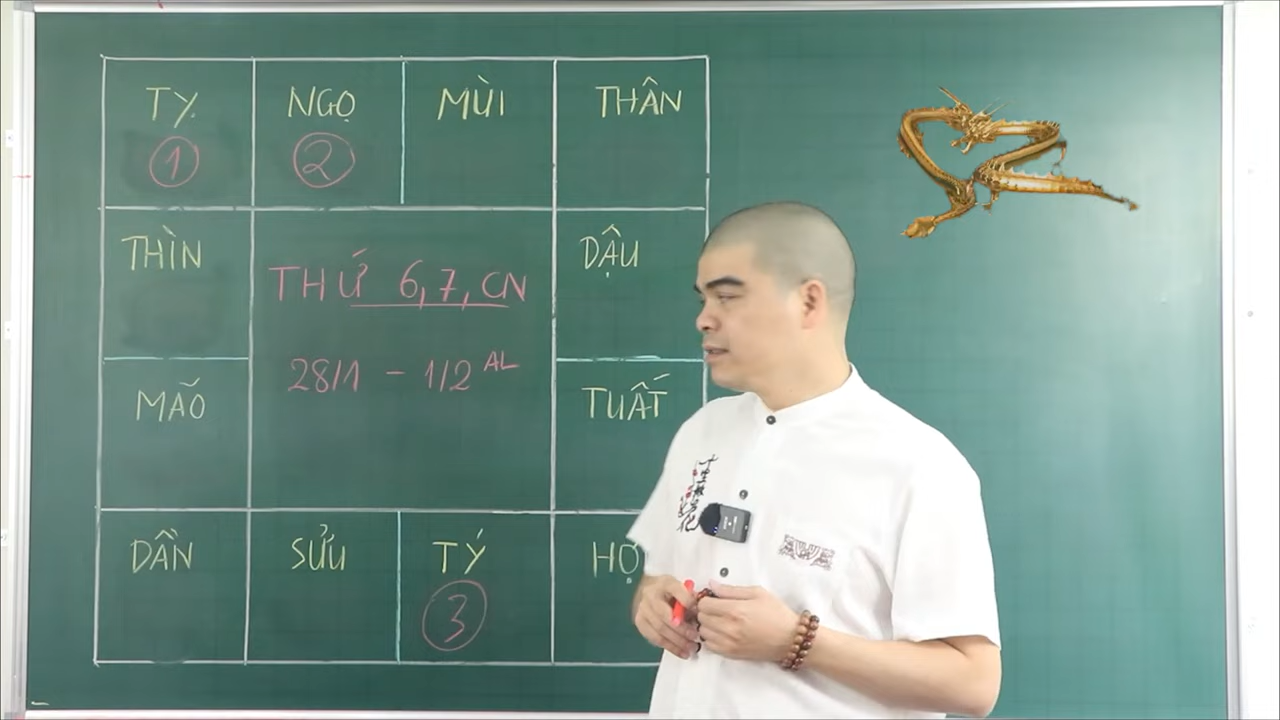 TỴ
NGỌ
MÙI
THÂN
1
2
THÌN
THỨ 6, 7, CN
DẬU
28/1 - 1/2 AL
MÃO
TUẤT
DẦN
SỬU
TÝ
HỢ
3